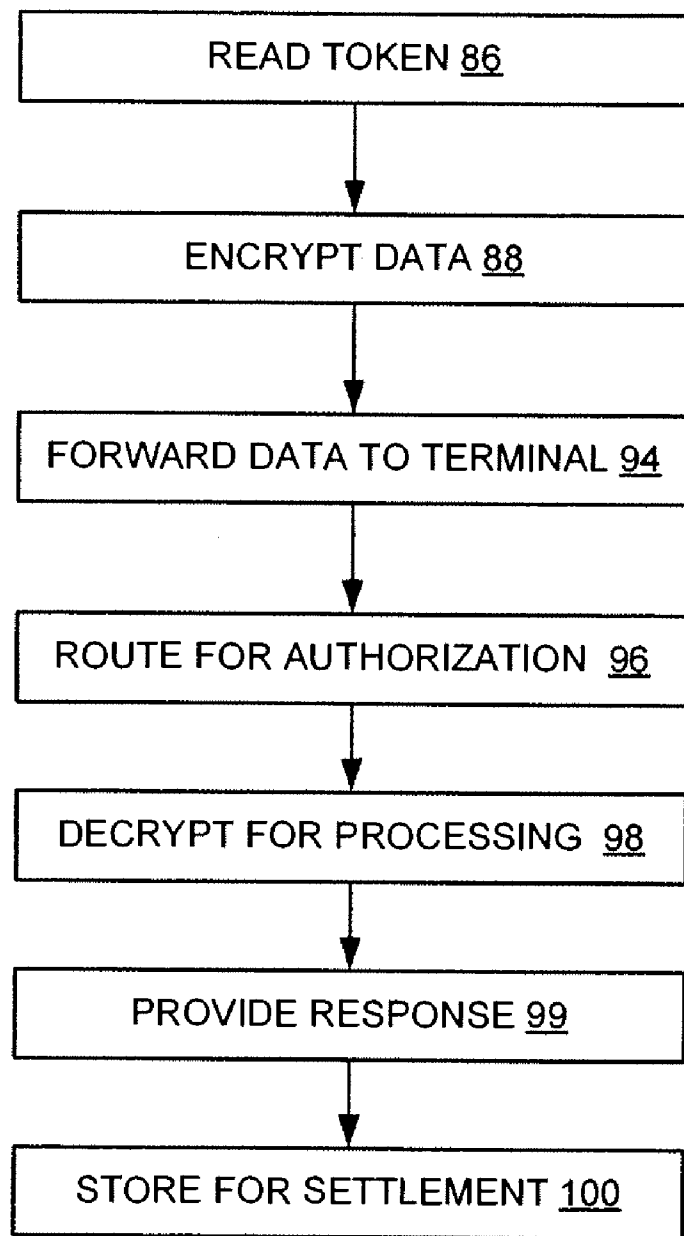 READ TOKEN 86
ENCRYPT DATA 88
FORWARD DATA TO TERMINAL 94
ROUTE FOR AUTHORIZATION 96
DECRYPT FOR PROCESSING 98
PROVIDE RESPONSE 99
STORE FOR SETTLEMENT 100